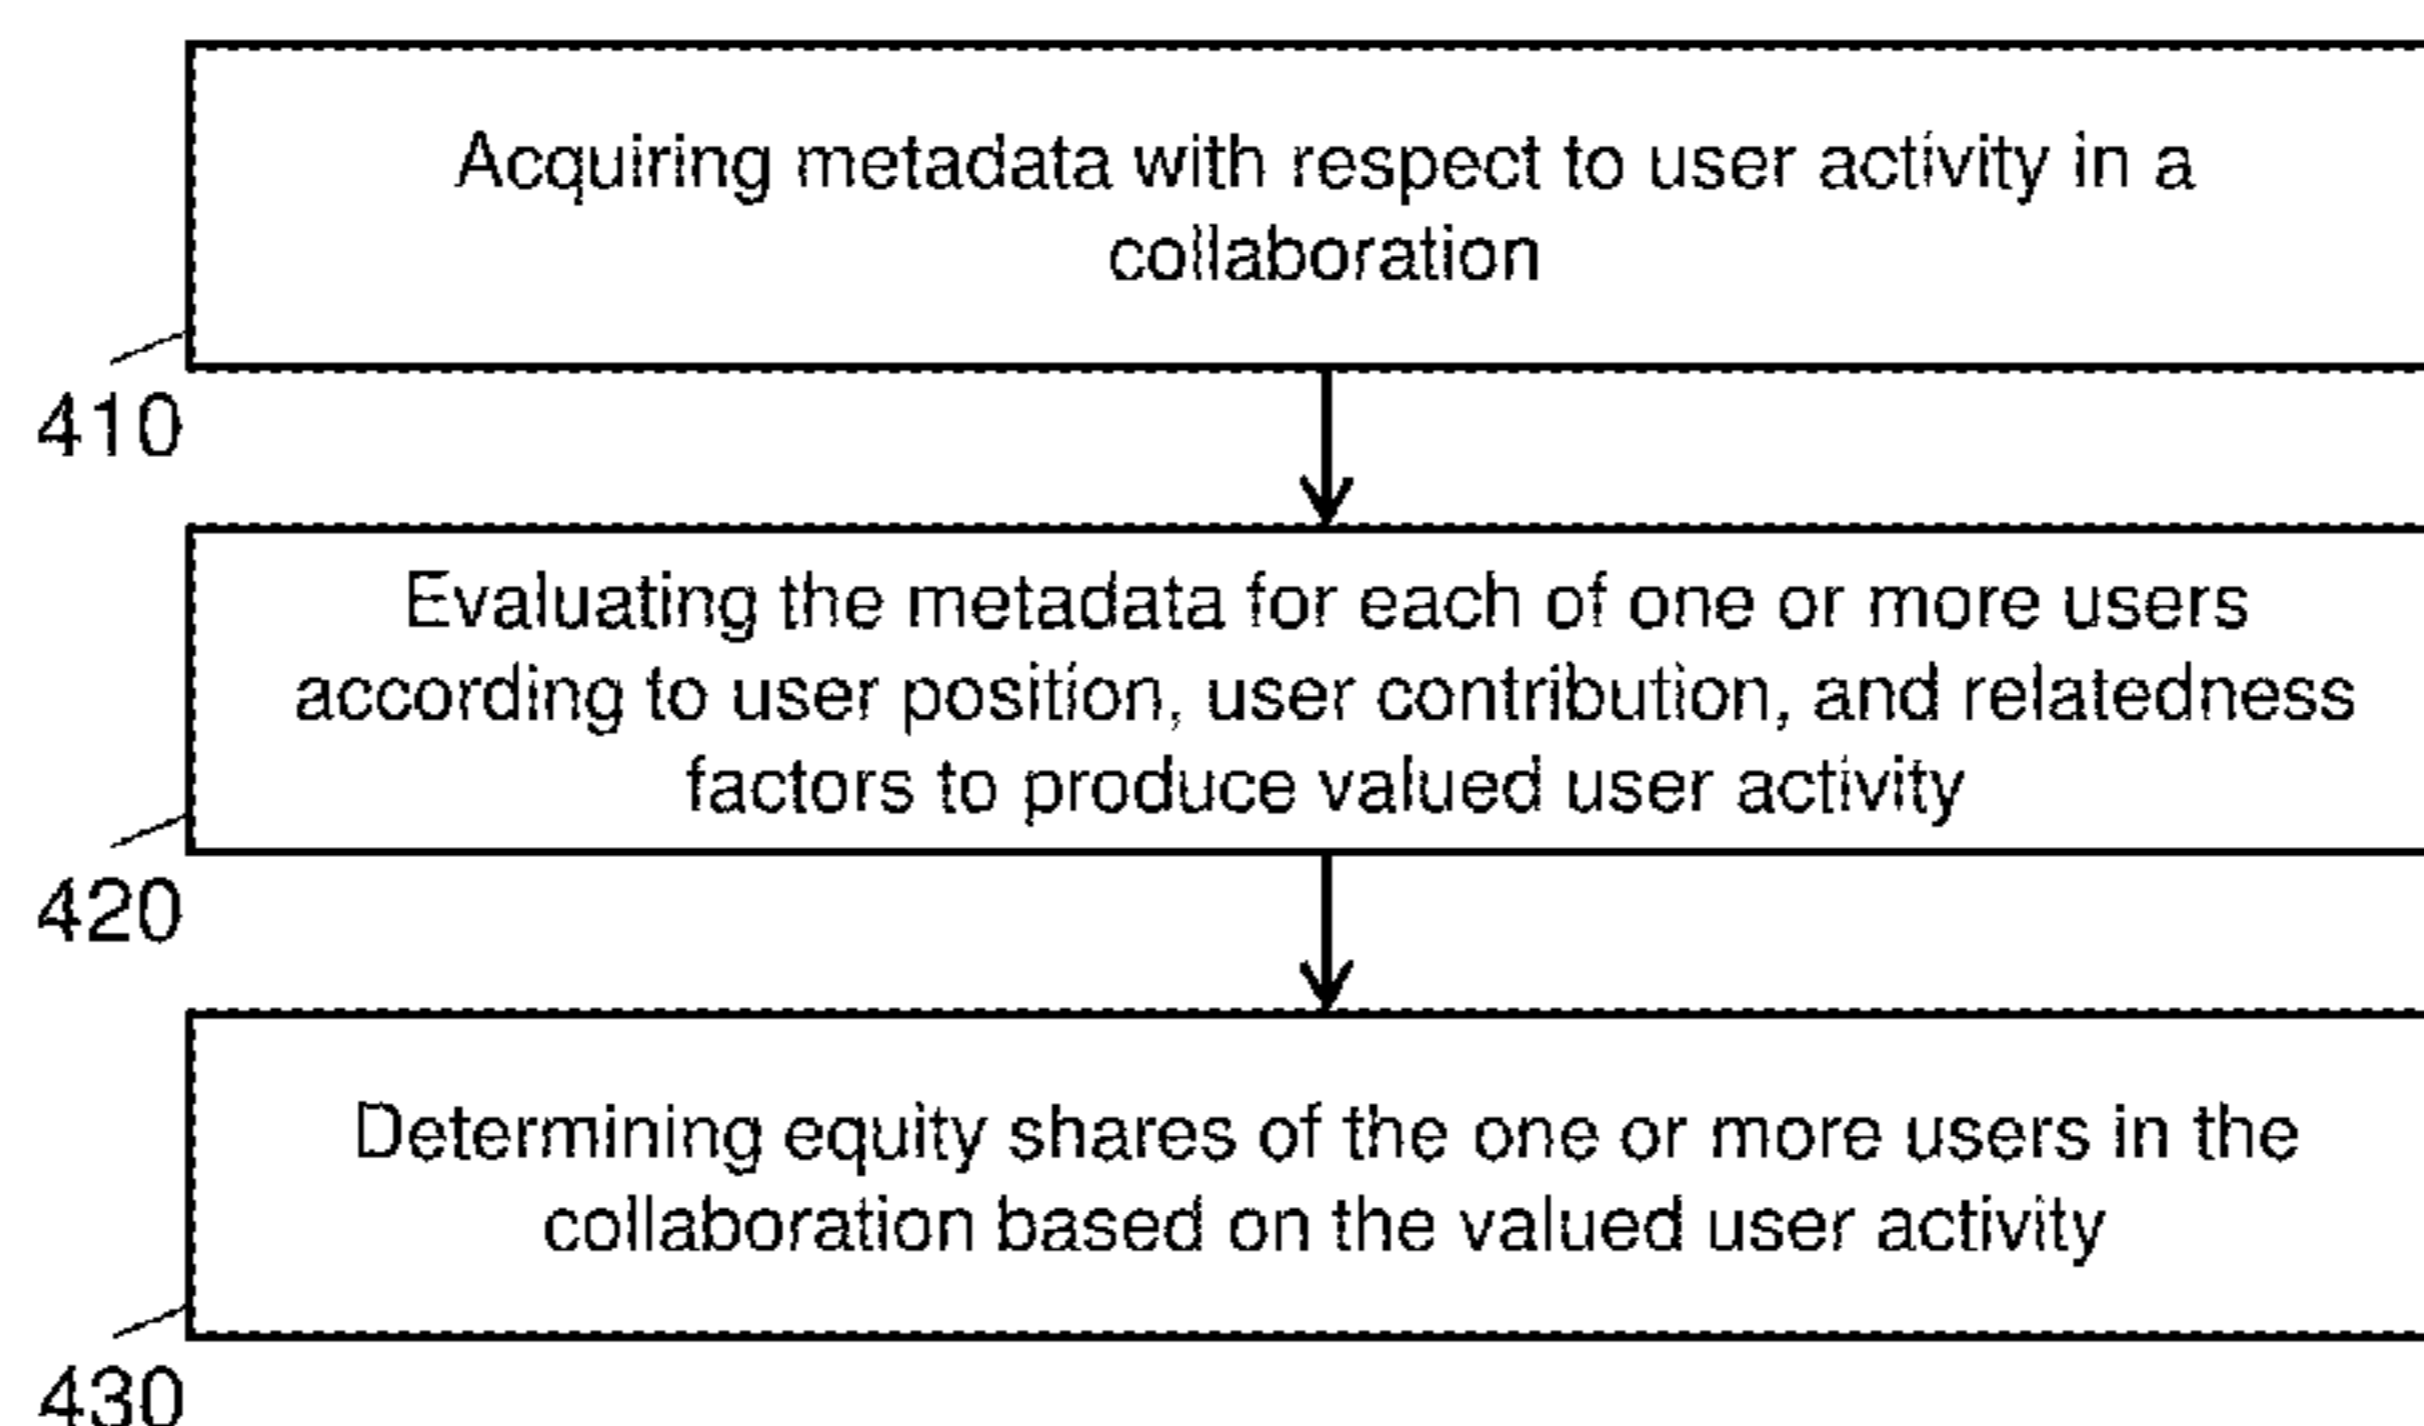 Acquiring metadata with respect to user activity in a
collaboration
410
Evaluating the metadata for each of one or more users
according to user position, user contribution, and relatedness
factors to produce valued user activity
420
Determining equity shares of the one or more users in the
collaboration based on the valued user activity
430